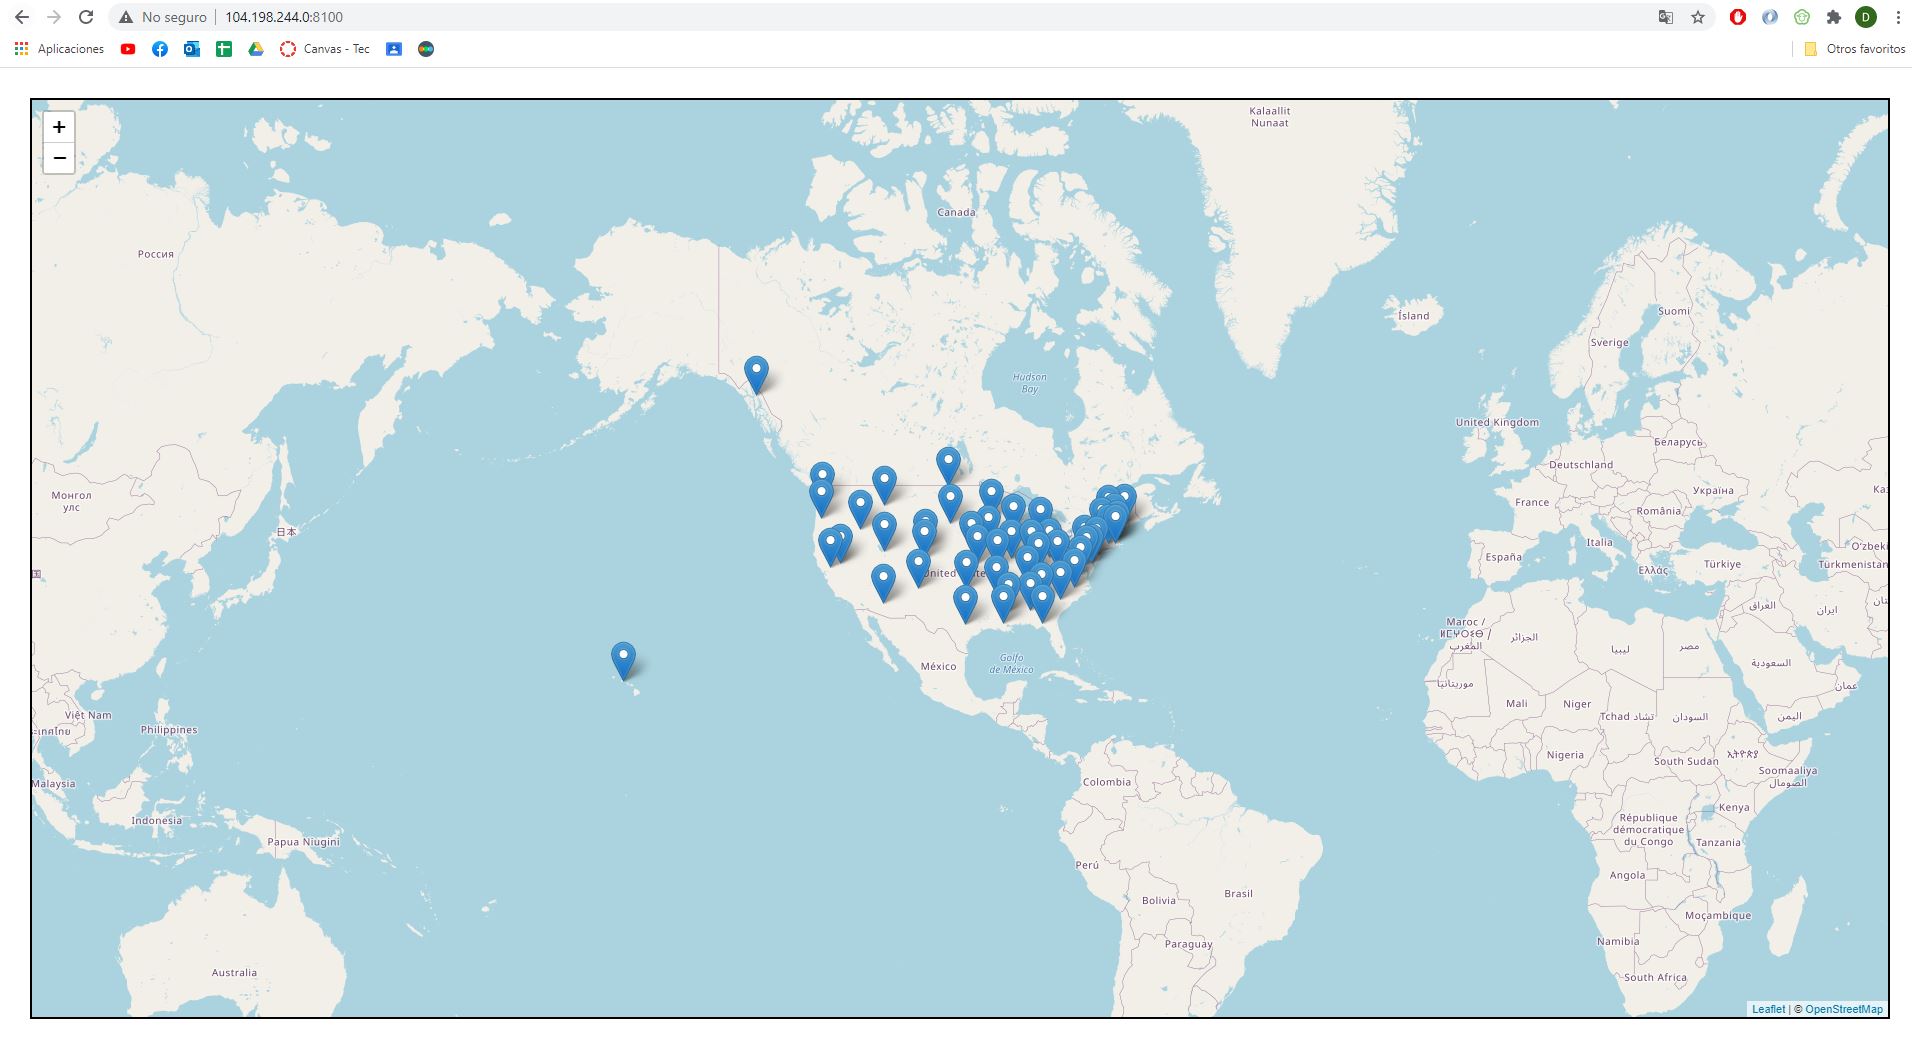 No seguro
104.198.244.0:8100
D
Aplicaciones
Canvas - Tec
Otros favoritos
+
−
Kalaallit
Nunaat
Canada
Россия
Ísland
Suomi
Sverige
Hudson
Bay
United Kingdom
Беларусь
Deutschland
Монгол
улс
France
Україна
România
日本
Italia
España
Ελλάς
Türkiye
Türkmenistan
United
العراق
ایران
Maroc /
ⵍⵎⵖⵔⵉⴱ /
المغرب
الجزائر
ليبيا
مصر
السعودية
Golfo
de México
México
موريتانيا
عمان
Mali
Niger
Tchad تشاد
السودان
اليمن
Việt Nam
Philippines
Nigeria
South Sudan
ኢትዮጵያ
Soomaaliya
الصومال
Malaysia
Colombia
Kenya
Indonesia
République
démocratique
du Congo
Papua Niugini
Tanzania
Perú
Angola
Bolivia
Brasil
Moçambique
Paraguay
Namibia
Australia
South Africa
Leaflet | © OpenStreetMap